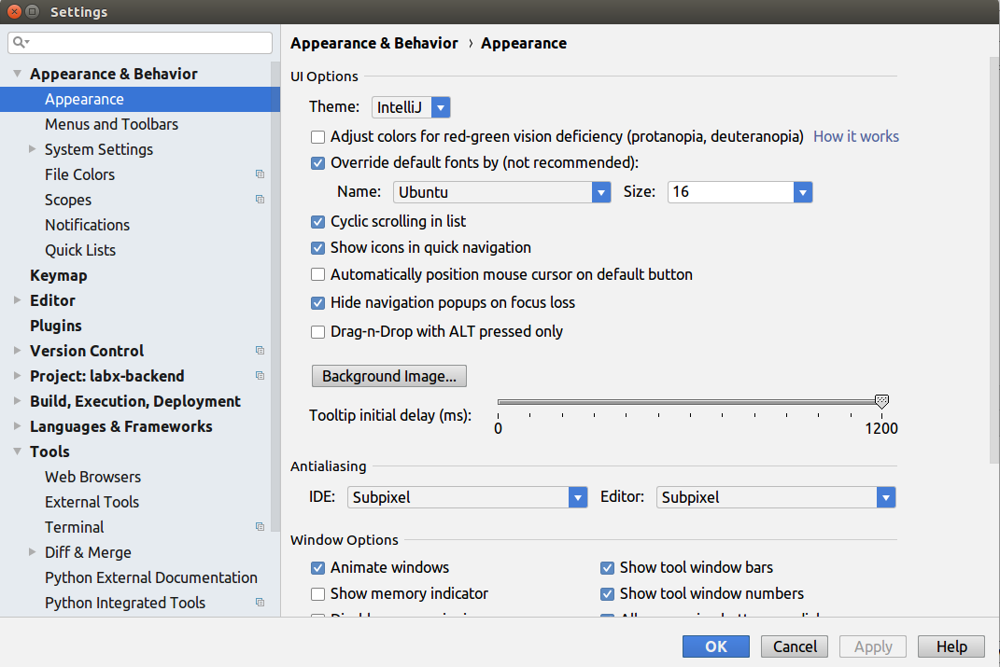 Settings
Appearance & Behavior
Appearance
Menus and Toolbars
System Settings
File Colors
Scopes
Notifications
Quick Lists
Keymap
Editor
Plugins
Version Control
Project: labx-backend
Build, Execution, Deployment
Languages & Frameworks
Tools
Web Browsers
External Tools
Terminal
Diff & Merge
Python External Documentation
Python Integrated Tools
Appearance & Behavior › Appearance
UI Options
Theme: IntelliJ
Adjust colors for red-green vision deficiency (protanopia, deuteranopia) How it works
Override default fonts by (not recommended):
Name: Ubuntu Size: 16
Cyclic scrolling in list
Show icons in quick navigation
Automatically position mouse cursor on default button
Hide navigation popups on focus loss
Drag-n-Drop with ALT pressed only
Background Image...
Tooltip initial delay (ms):
0 1200
Antialiasing
IDE: Subpixel Editor: Subpixel
Window Options
Animate windows Show tool window bars
Show memory indicator Show tool window numbers
OK Cancel Apply Help